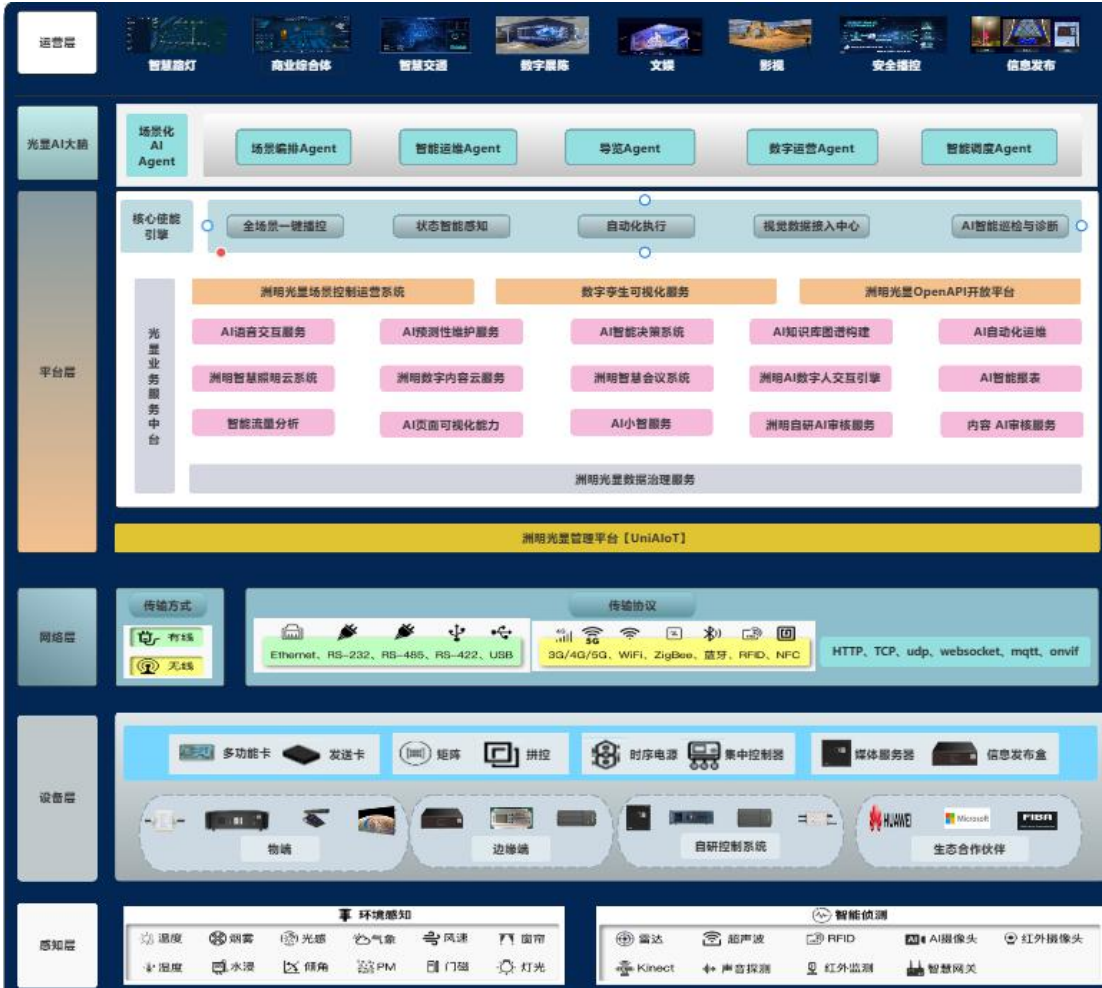 运营层
智慧路灯 商业综合体 智慧交通 数字展陈 文娱 影视 安全播控 信息发布
光显AI大脑
场景化
AI
Agent
场景编排Agent 智能运维Agent 导览Agent 数字运营Agent 智能调度Agent
平台层
核心使能
引擎
全场景一键播控 状态智能感知 自动化执行 视觉数据接入中心 AI智能巡检与诊断
光显业务服务中台
洲明光显场景控制运营系统 数字孪生可视化服务 洲明光显OpenAPI开放平台
AI语音交互服务 AI预测性维护服务 AI智能决策系统 AI知识库图谱构建 AI自动化运维
洲明智慧照明云系统 洲明数字内容云服务 洲明智慧会议系统 洲明AI数字人交互引擎 AI智能报表
智能流量分析 AI页面可视化能力 AI小智服务 洲明自研AI审核服务 内容 AI审核服务
洲明光显数据治理服务
洲明光显管理平台【UniAIoT】
网络层
传输方式
有线
无线
传输协议
4G 5G
Ethernet、RS-232、RS-485、RS-422、USB
3G/4G/5G、WiFi、ZigBee、蓝牙、RFID、NFC
HTTP、TCP、udp、websocket、mqtt、onvif
设备层
多功能卡 发送卡 矩阵 拼控 时序电源 集中控制器 媒体服务器 信息发布盒
HUAWEI Microsoft FIBA
物端 边缘端 自研控制系统 生态合作伙伴
感知层
环境感知
温度 烟雾 光感 气象 风速 窗帘
湿度 水浸 倾角 PM 门磁 灯光
智能侦测
雷达 超声波 RFID AI摄像头 红外摄像头
Kinect 声音探测 红外监测 智慧网关